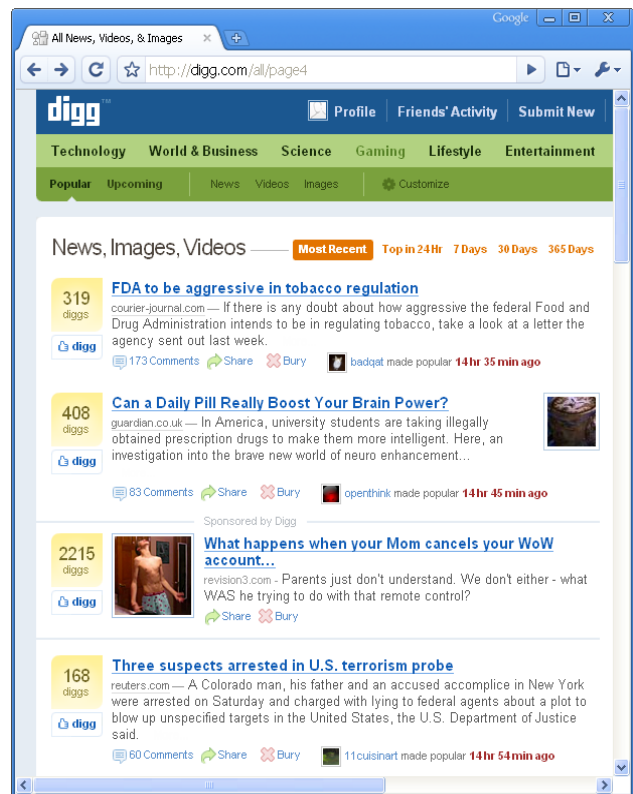 Google
All News, Videos, & Images
http://digg.com/all/page4
digg™
Profile Friends' Activity Submit New
Technology World & Business Science Gaming Lifestyle Entertainment
Popular Upcoming News Videos Images Customize
News, Images, Videos Most Recent Top in 24 Hr 7 Days 30 Days 365 Days
319
diggs
digg
FDA to be aggressive in tobacco regulation
courier-journal.com — If there is any doubt about how aggressive the federal Food and
Drug Administration intends to be in regulating tobacco, take a look at a letter the
agency sent out last week.
173 Comments Share Bury badqat made popular 14 hr 35 min ago
408
diggs
digg
Can a Daily Pill Really Boost Your Brain Power?
guardian.co.uk — In America, university students are taking illegally
obtained prescription drugs to make them more intelligent. Here, an
investigation into the brave new world of neuro enhancement...
83 Comments Share Bury openthink made popular 14 hr 45 min ago
Sponsored by Digg
2215
diggs
digg
What happens when your Mom cancels your WoW
account...
revision3.com - Parents just don't understand. We don't either - what
WAS he trying to do with that remote control?
Share Bury
168
diggs
digg
Three suspects arrested in U.S. terrorism probe
reuters.com — A Colorado man, his father and an accused accomplice in New York
were arrested on Saturday and charged with lying to federal agents about a plot to
blow up unspecified targets in the United States, the U.S. Department of Justice
said.
60 Comments Share Bury 11cuisinart made popular 14 hr 54 min ago